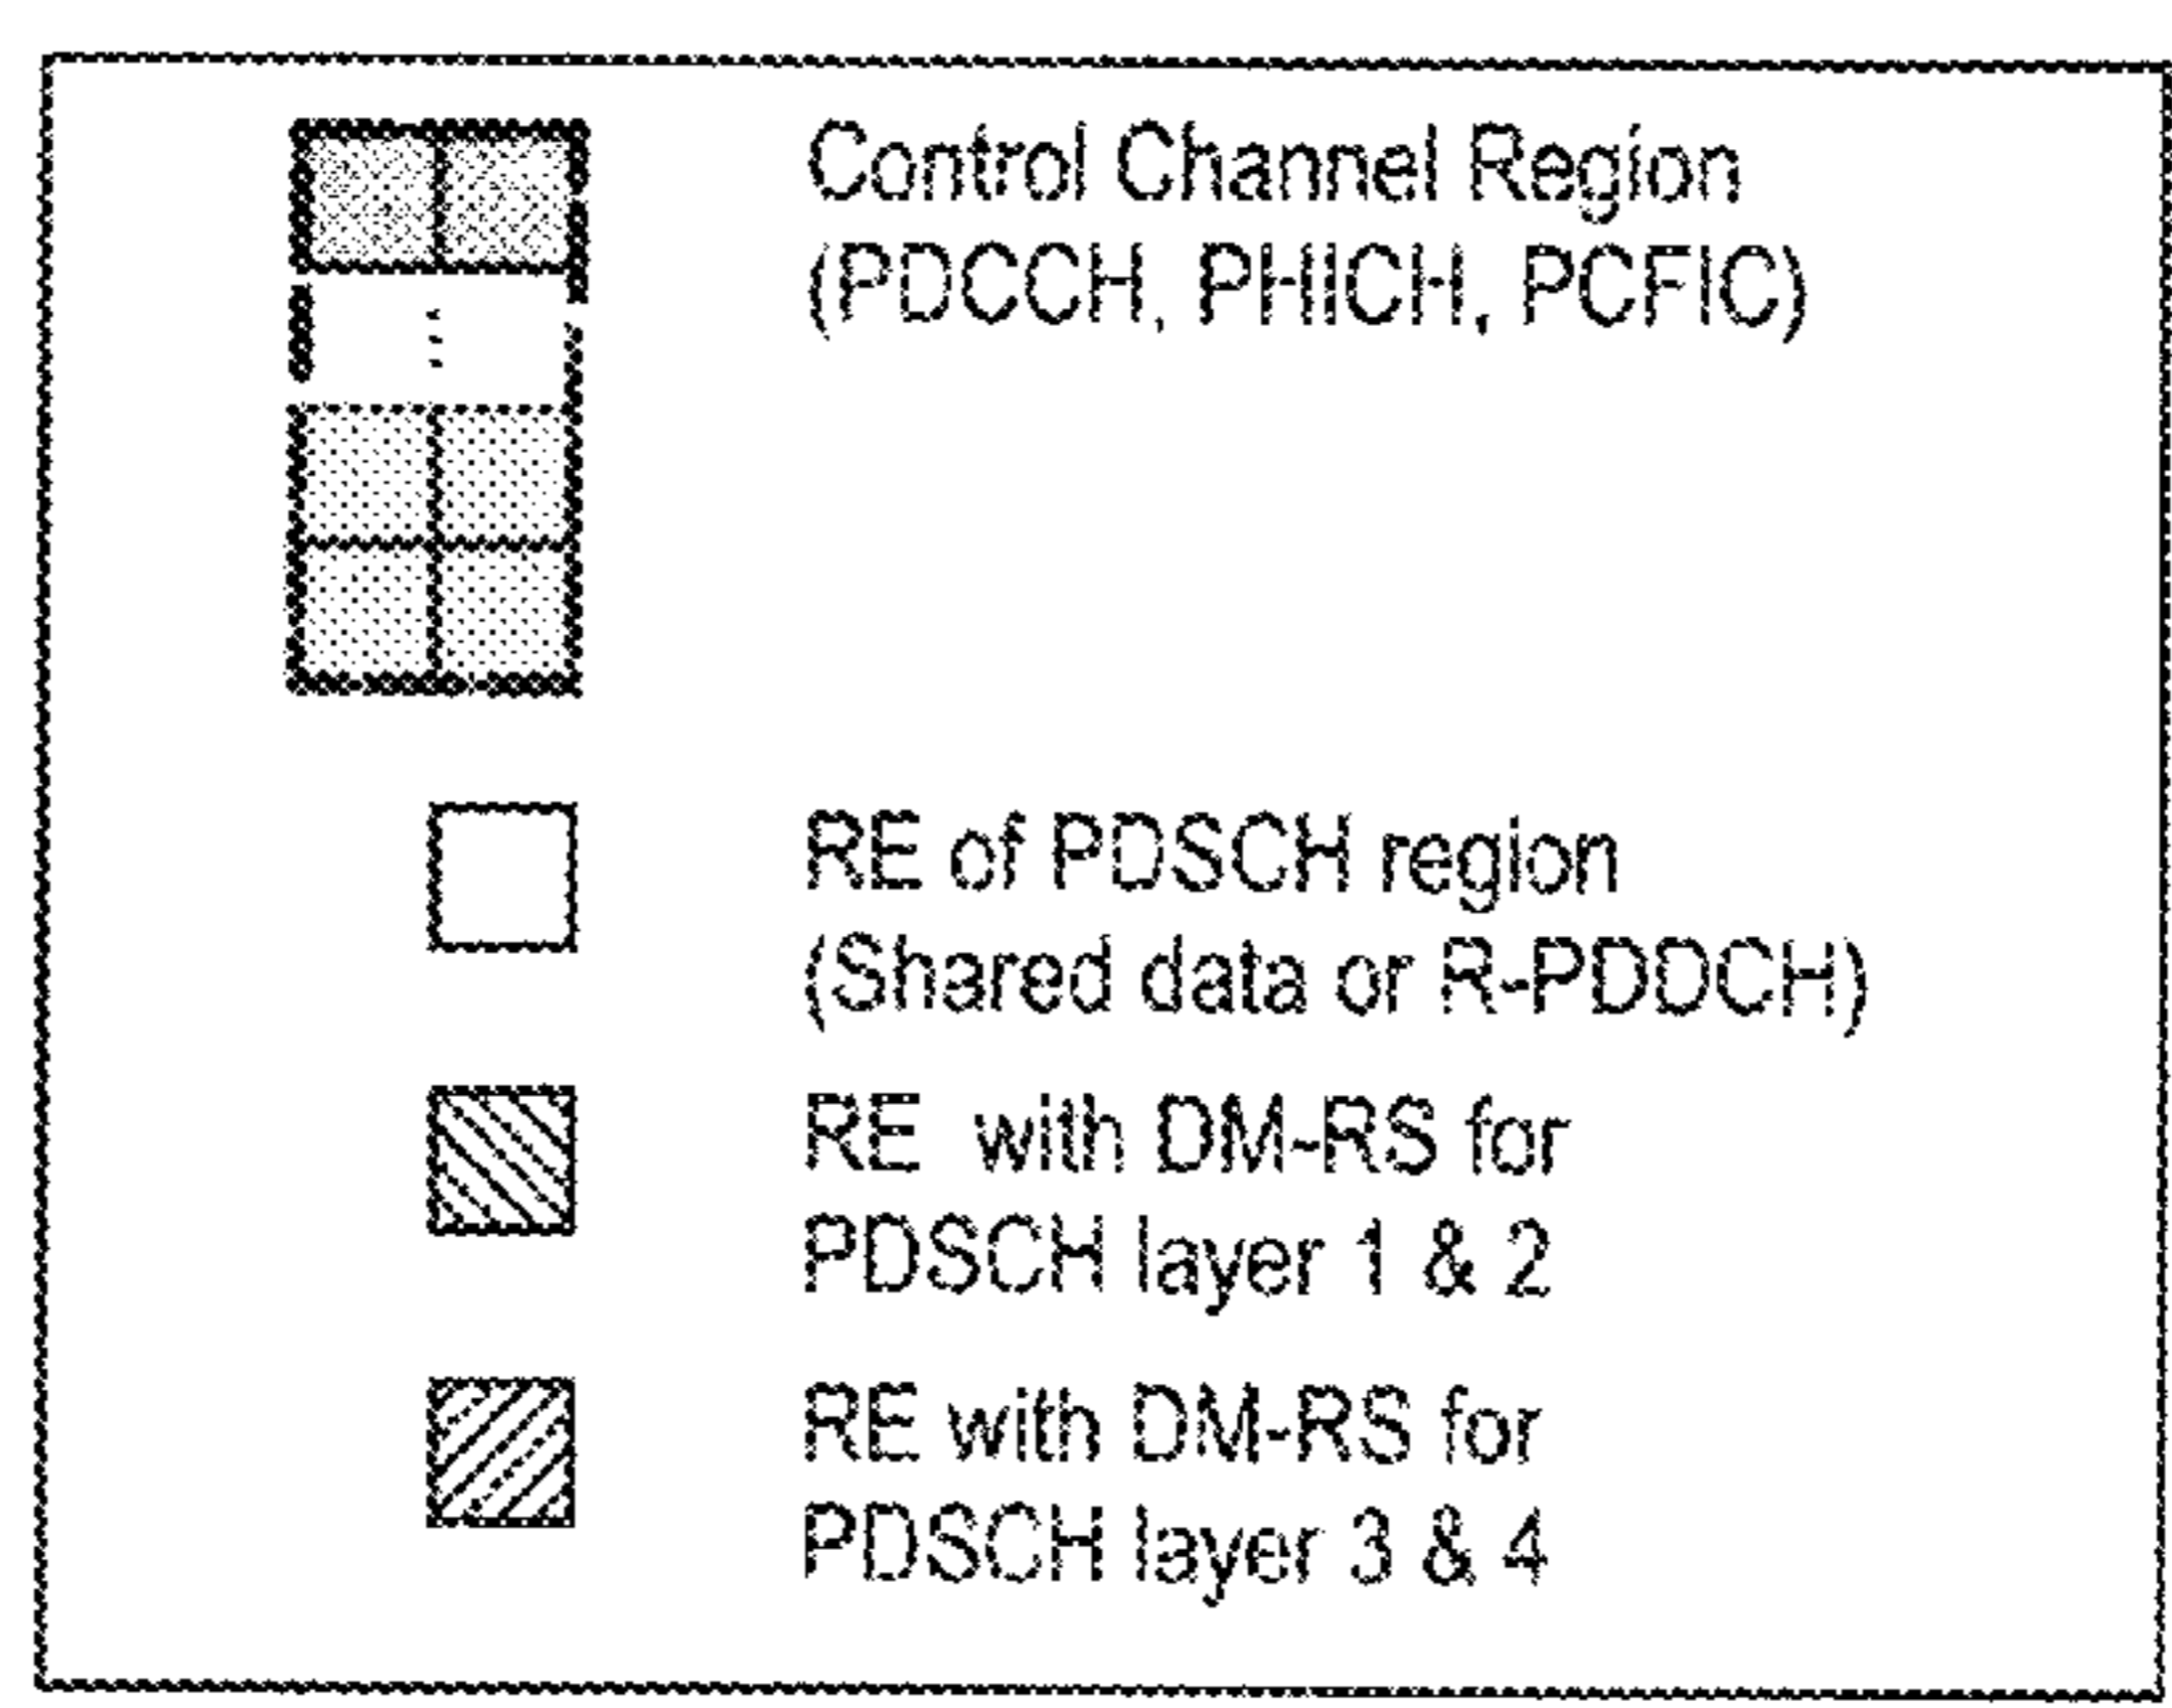 Control Channel Region
(PDCCH, PHICH, PCFIC)
RE of PDSCH region
(Shared data or R-PDDCH)
RE with DM-RS for
PDSCH layer 1 & 2
RE with DM-RS for
PDSCH layer 3 & 4